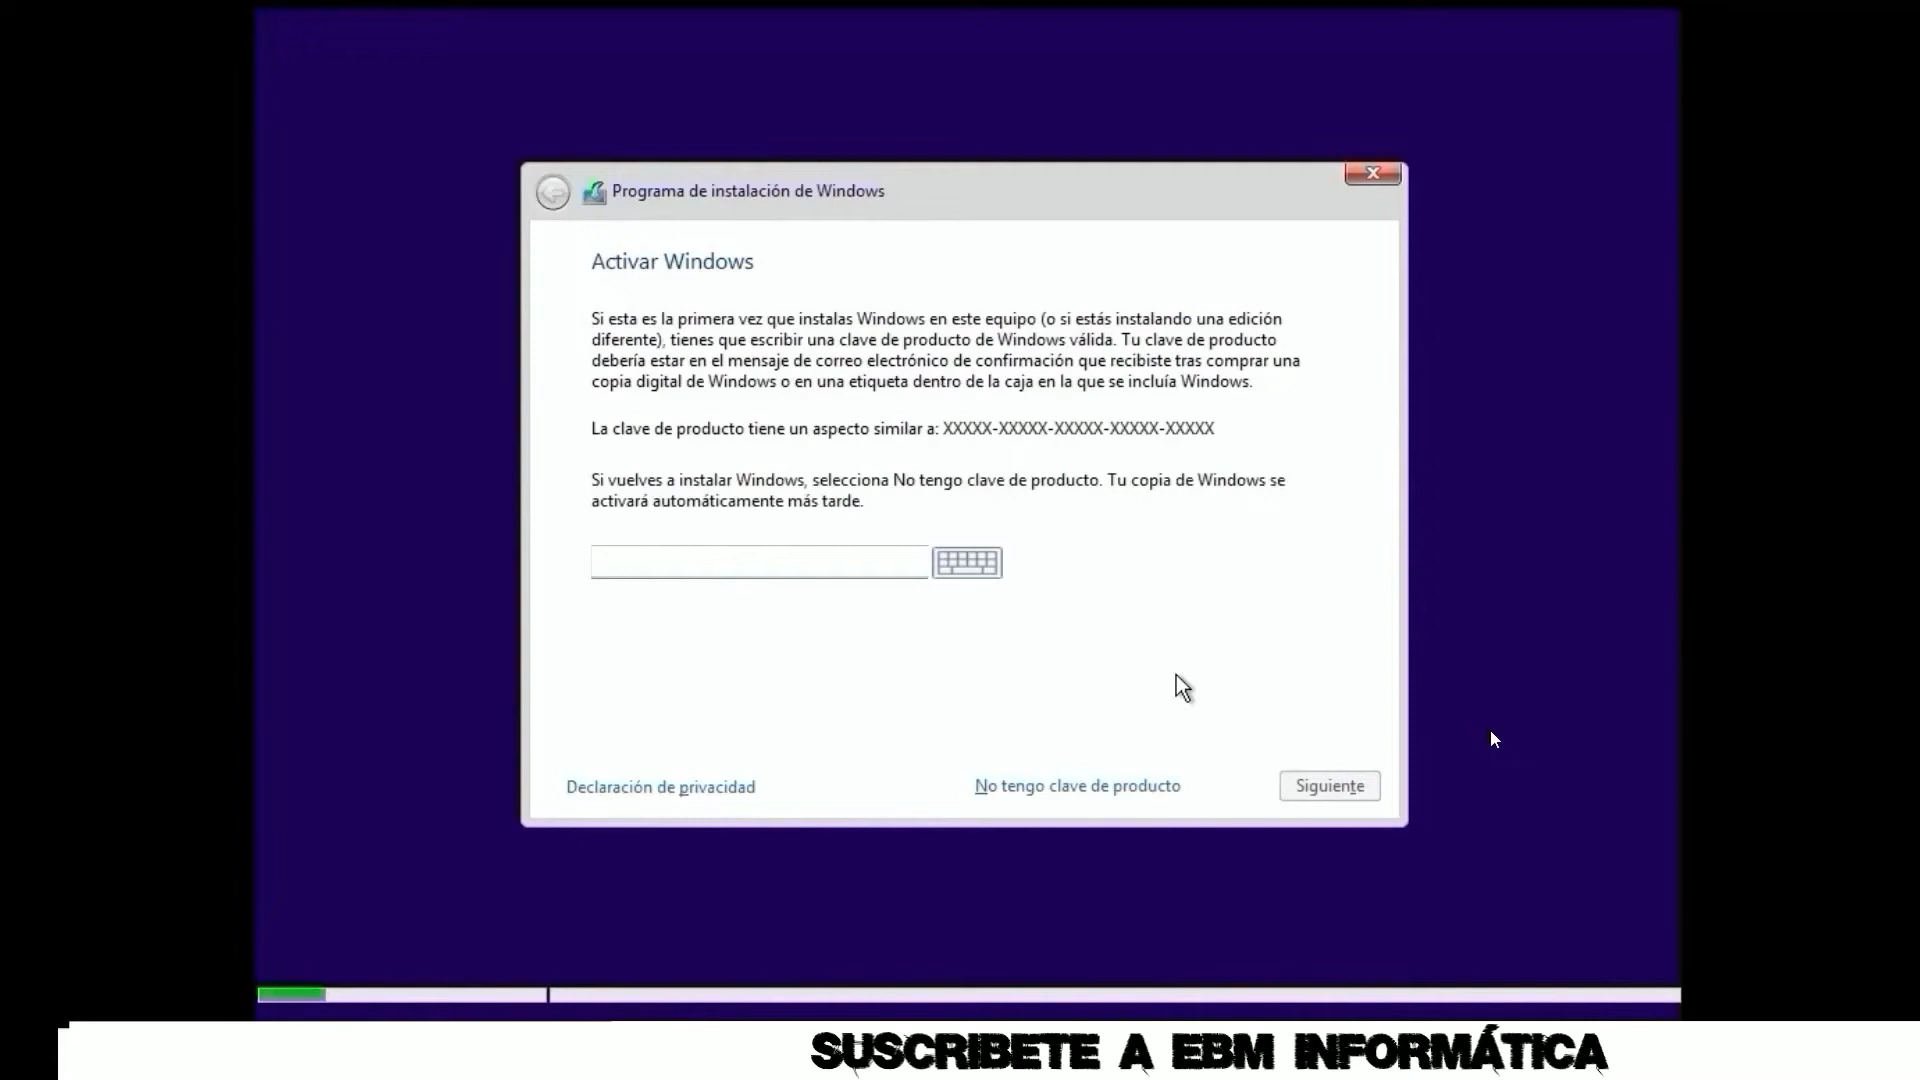 Programa de instalación de Windows
X
Activar Windows
Si esta es la primera vez que instalas Windows en este equipo (o si estás instalando una edición
diferente), tienes que escribir una clave de producto de Windows válida. Tu clave de producto
debería estar en el mensaje de correo electrónico de confirmación que recibiste tras comprar una
copia digital de Windows o en una etiqueta dentro de la caja en la que se incluía Windows.
La clave de producto tiene un aspecto similar a: XXXXX-XXXXX-XXXXX-XXXXX-XXXXX
Si vuelves a instalar Windows, selecciona No tengo clave de producto. Tu copia de Windows se
activará automáticamente más tarde.
Declaración de privacidad
No tengo clave de producto
Siguiente
SUSCRIBETE A EBM INFORMÁTICA